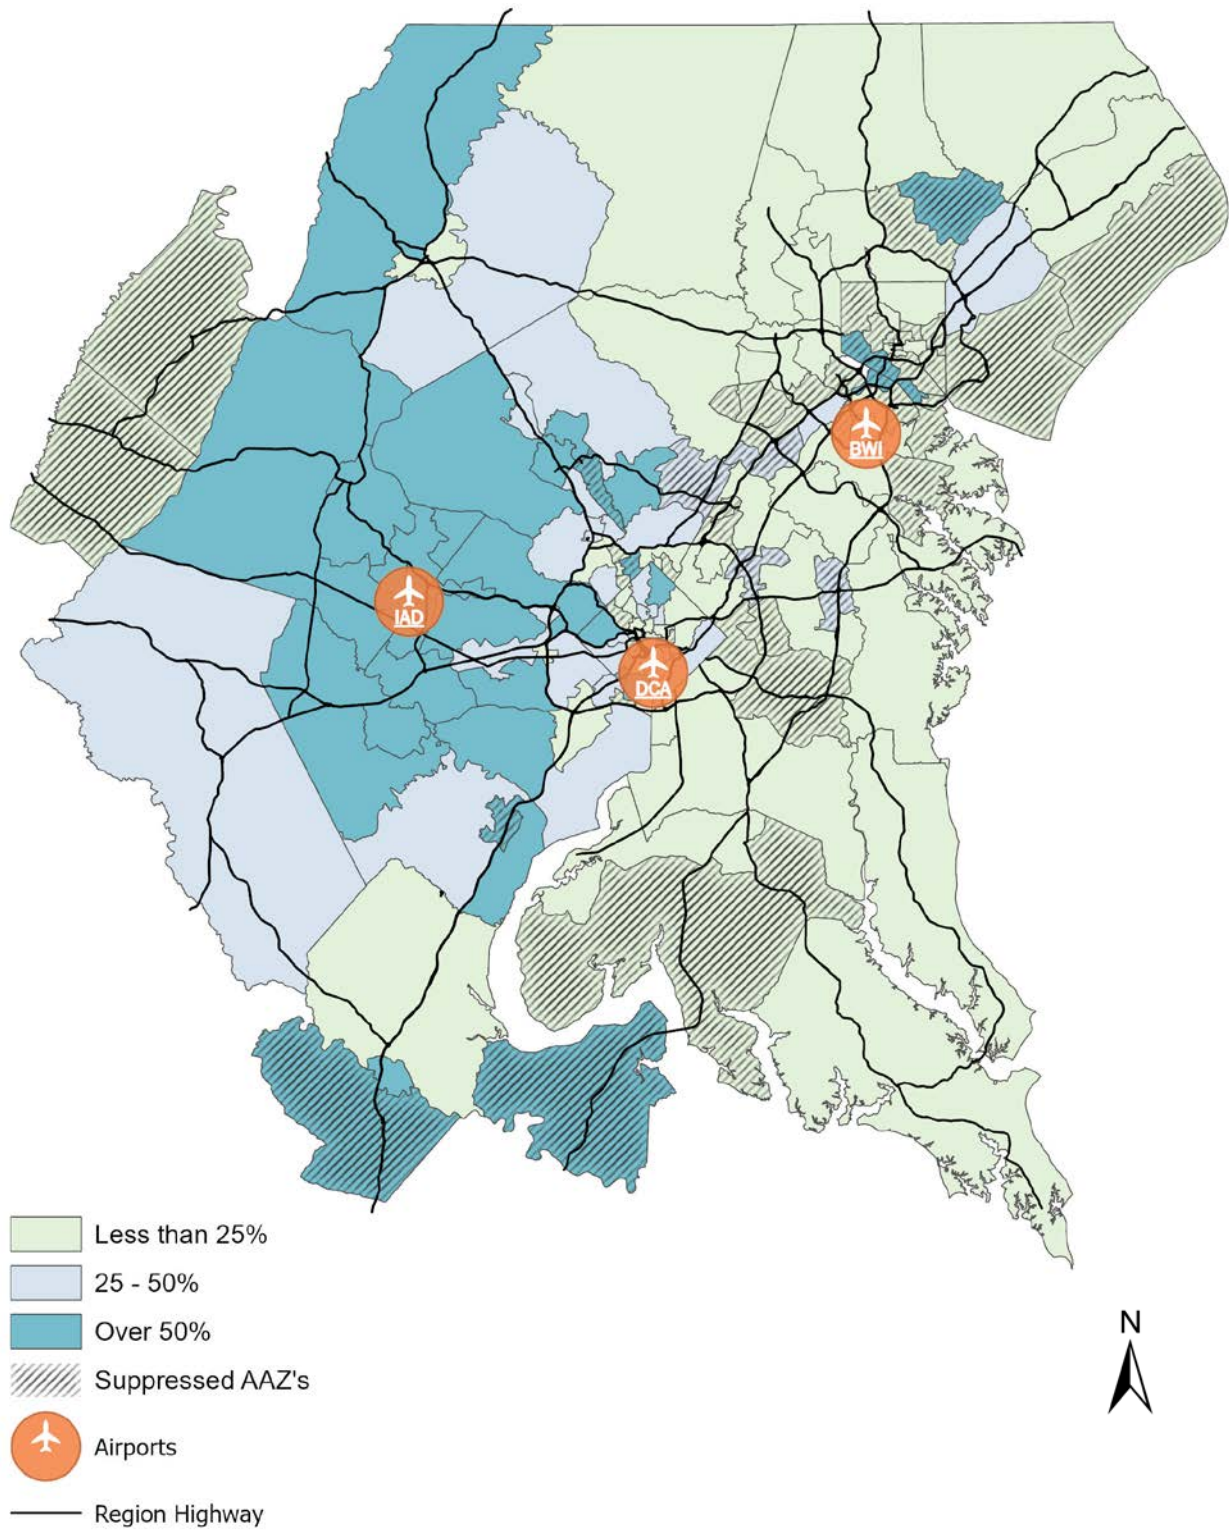 BWI
IAD
DCA
Less than 25%
25 - 50%
Over 50%
Suppressed AAZ's
Airports
Region Highway
N